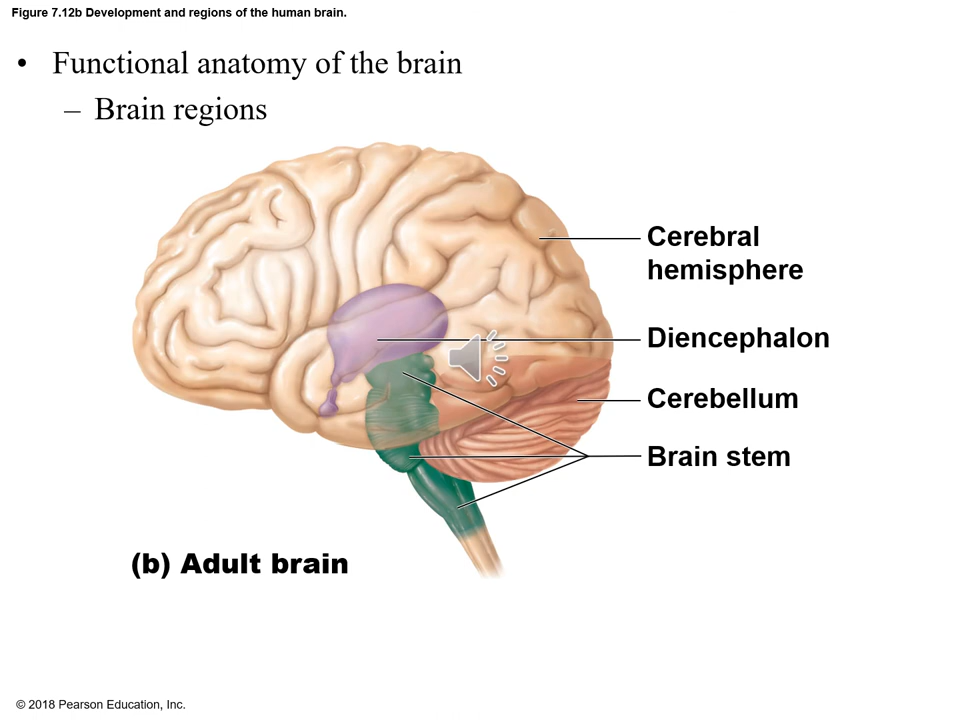 Figure 7.12b Development and regions of the human brain.
• Functional anatomy of the brain
– Brain regions
Cerebral
hemisphere
Diencephalon
Cerebellum
Brain stem
(b) Adult brain
© 2018 Pearson Education, Inc.